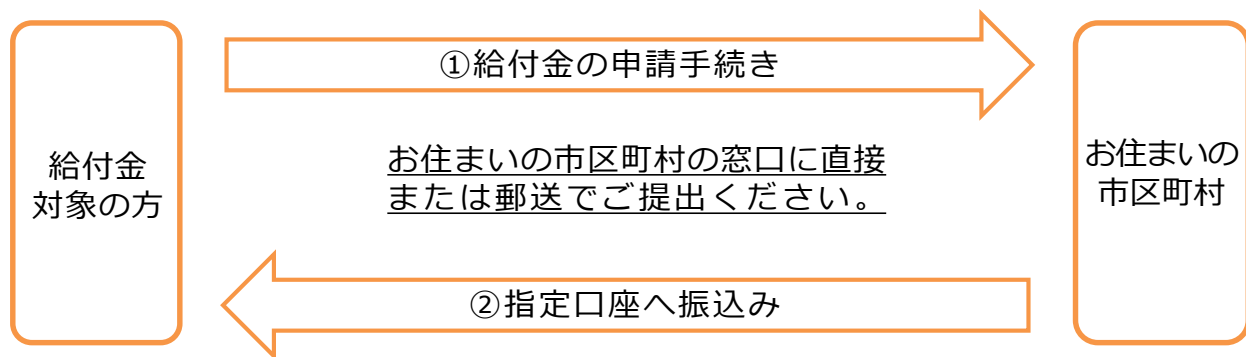 ①給付金の申請手続き
給付金
対象の方
お住まいの市区町村の窓口に直接
または郵送でご提出ください。
お住まいの
市区町村
②指定口座へ振込み